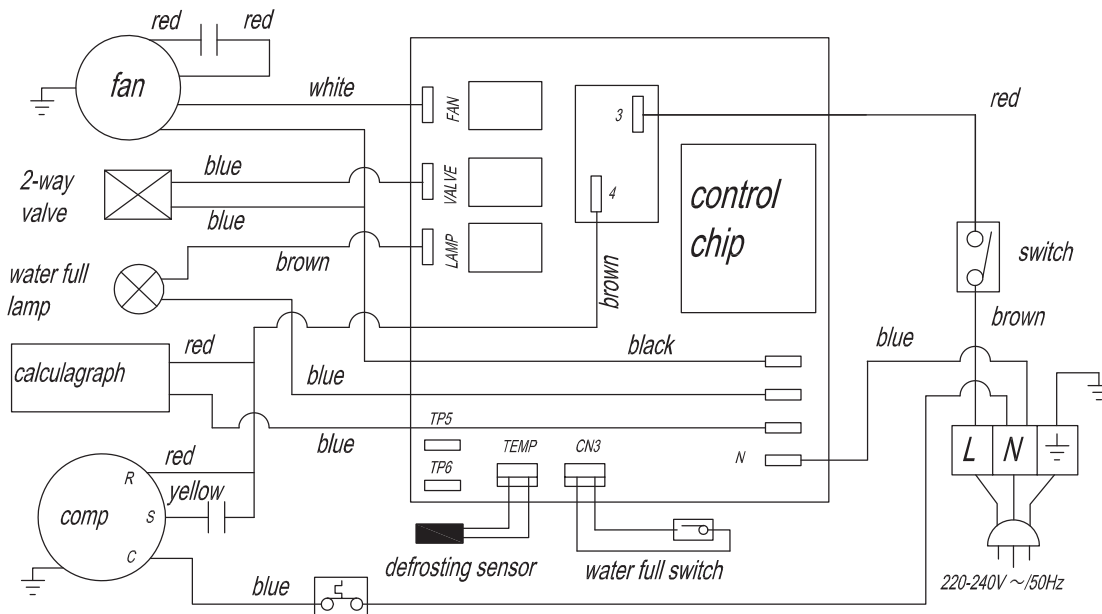 red
red
fan
white
FAN
3
red
2-way
valve
blue
blue
VALVE
4
control
chip
switch
water full
lamp
brown
LAMP
brown
brown
red
black
blue
calculagraph
blue
blue
TP5
TEMP
CN3
N
TP6
L
N
red
R
yellow
comp
S
C
defrosting sensor
water full switch
blue
220-240V ～/50Hz